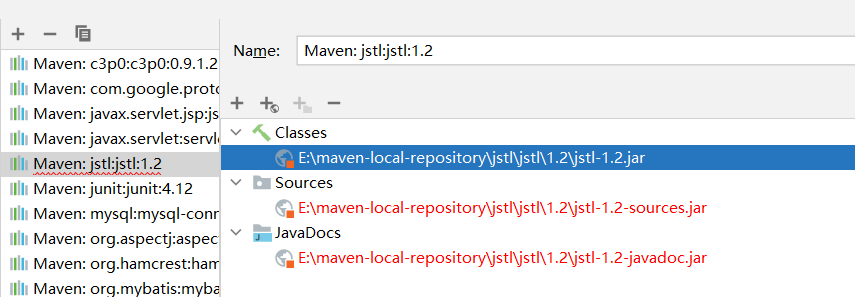 Maven: c3p0:c3p0:0.9.1.2
Maven: com.google.proto
Maven: javax.servlet.jsp:js
Maven: javax.servlet:servle
Maven: jstl:jstl:1.2
Maven: junit:junit:4.12
Maven: mysql:mysql-conn
Maven: org.aspectj:aspec
Maven: org.hamcrest:ham
Maven: org.mybatis:myba
Name: Maven: jstl:jstl:1.2
Classes
E:\maven-local-repository\jstl\jstl\1.2\jstl-1.2.jar
Sources
E:\maven-local-repository\jstl\jstl\1.2\jstl-1.2-sources.jar
JavaDocs
E:\maven-local-repository\jstl\jstl\1.2\jstl-1.2-javadoc.jar